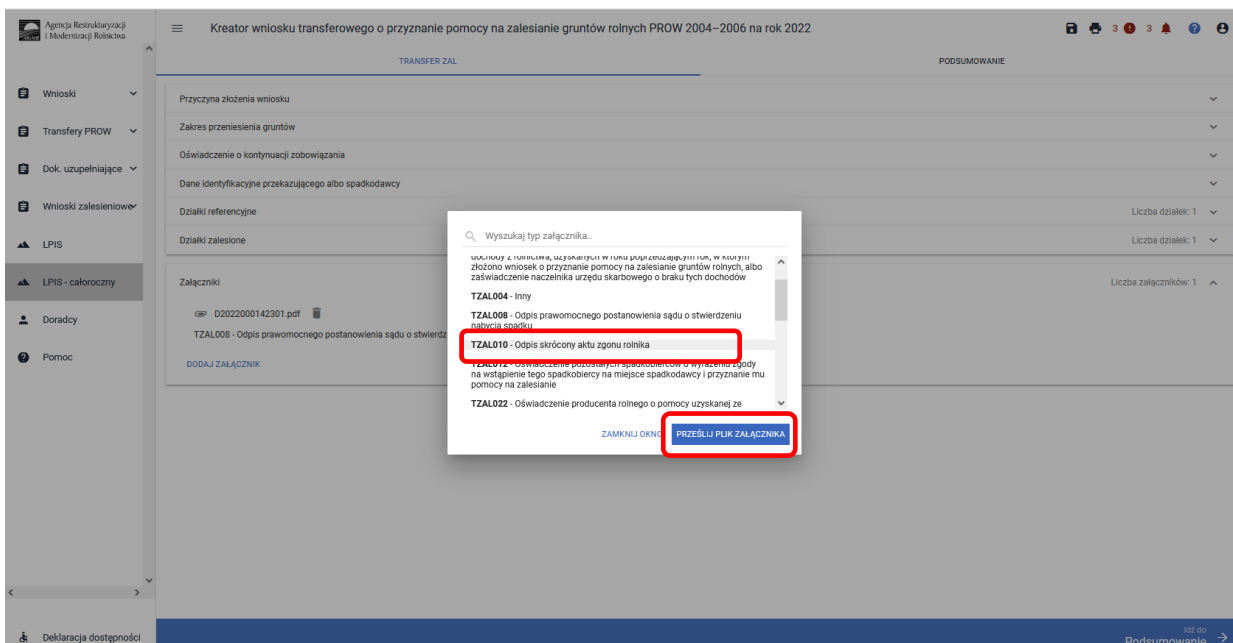 Agencja Restrukturyzacji
i Modernizacji Rolnictwa
Kreator wniosku transferowego o przyznanie pomocy na zalesianie gruntów rolnych PROW 2004–2006 na rok 2022
3
3
TRANSFER ZAL
PODSUMOWANIE
Wnioski
Transfery PROW
Dok. uzupełniające
Wnioski zalesieniowe
LPIS
LPIS - całoroczny
Doradcy
Pomoc
Deklaracja dostępności
Przyczyna złożenia wniosku
Zakres przeniesienia gruntów
Oświadczenie o kontynuacji zobowiązania
Dane identyfikacyjne przekazującego albo spadkodawcy
Działki referencyjne
Liczba działek: 1
Działki zalesione
Liczba działek: 1
Załączniki
Liczba załączników: 1
D2022000142301.pdf
TZAL008 - Odpis prawomocnego postanowienia sądu o stwierdz
DODAJ ZAŁĄCZNIK
Wyszukaj typ załącznika..
dochody z rolnictwa, uzyskanych w roku poprzedzającym rok, w którym
złożono wniosek o przyznanie pomocy na zalesianie gruntów rolnych, albo
zaświadczenie naczelnika urzędu skarbowego o braku tych dochodów
TZAL004 - Inny
TZAL008 - Odpis prawomocnego postanowienia sądu o stwierdzeniu
nabycia spadku
TZAL010 - Odpis skrócony aktu zgonu rolnika
TZAL012 - Oświadczenie pozostałych spadkobierców o wyrażeniu zgody
na wstąpienie tego spadkobiercy na miejsce spadkodawcy i przyznanie mu
pomocy na zalesianie
TZAL022 - Oświadczenie producenta rolnego o pomocy uzyskanej ze
ZAMKNIJ OKNO
PRZEŚLIJ PLIK ZAŁĄCZNIKA
Idź do
Podsumowanie